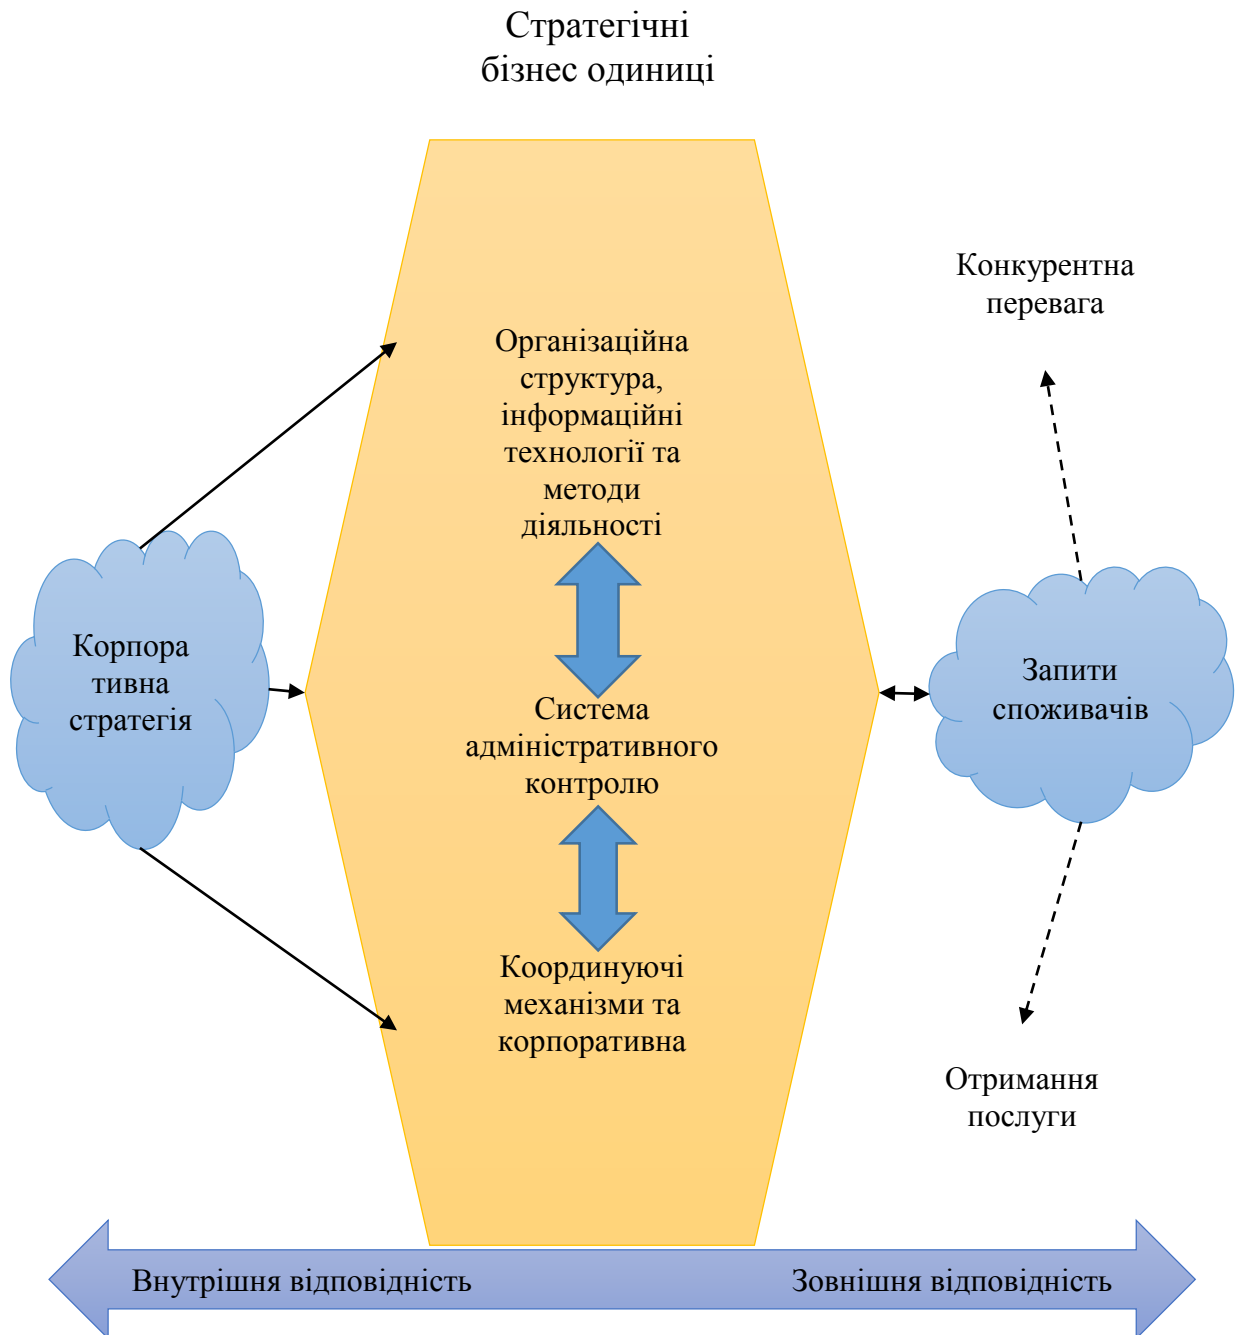 Стратегічні
бізнес одиниці
Конкурентна
перевага
Організаційна
структура,
інформаційні
технології та
методи
діяльності
Корпора
тивна
стратегія
Система
адміністративного
контролю
Запити
споживачів
Координуючі
механізми та
корпоративна
Отримання
послуги
Внутрішня відповідність
Зовнішня відповідність